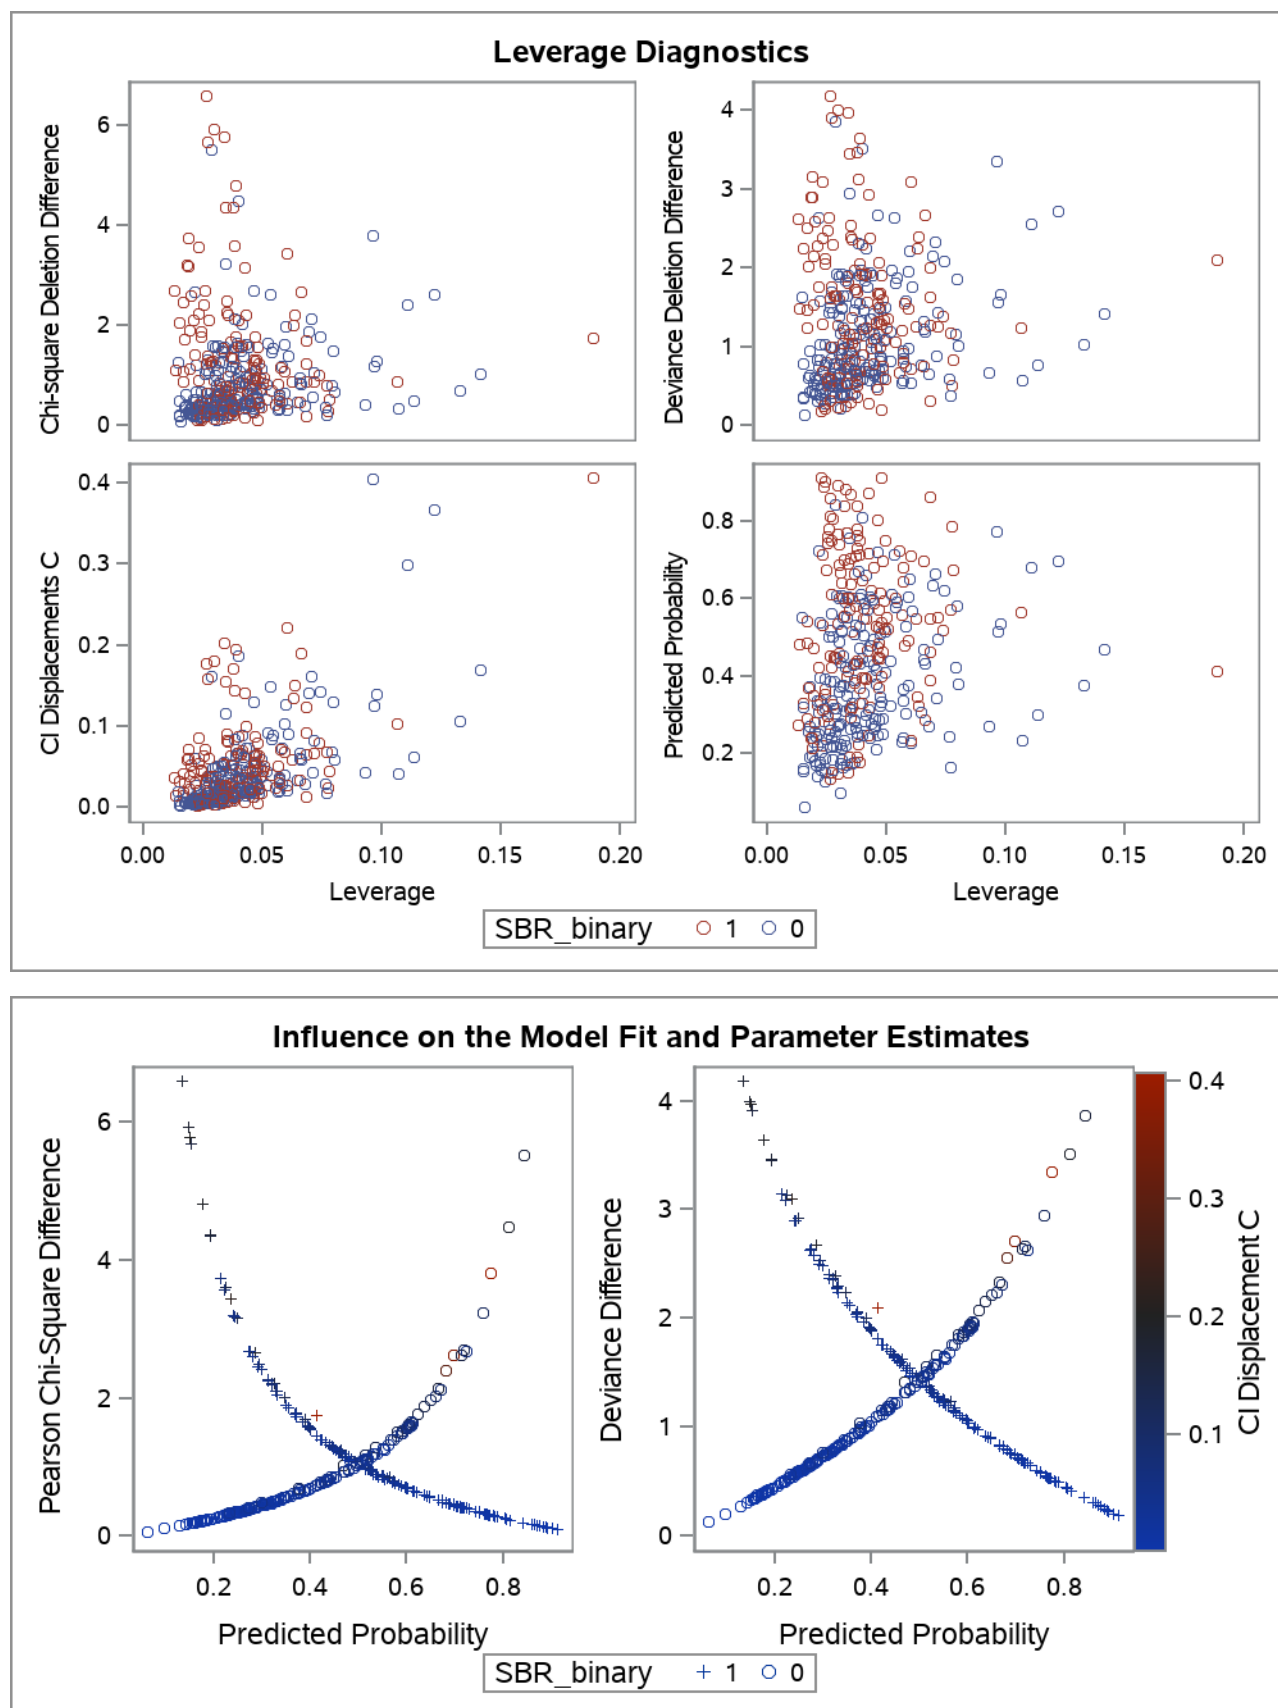 Leverage Diagnostics
Chi-square Deletion Difference
6
4
2
0
Deviance Deletion Difference
4
3
2
1
0
CI Displacements C
0.4
0.3
0.2
0.1
0.0
0.00 0.05 0.10 0.15 0.20
Leverage
Predicted Probability
0.8
0.6
0.4
0.2
0.00 0.05 0.10 0.15 0.20
Leverage
SBR_binary 1 0
Influence on the Model Fit and Parameter Estimates
Pearson Chi-Square Difference
6
4
2
0
0.2 0.4 0.6 0.8
Predicted Probability
Deviance Difference
4
3
2
1
0
0.2 0.4 0.6 0.8
Predicted Probability
0.4
0.3
0.2
0.1
CI Displacement C
SBR_binary + 1 0